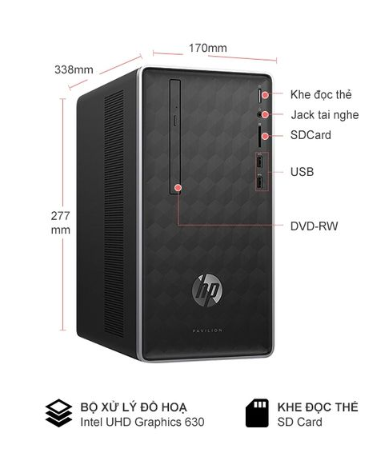 170mm
338mm
277
mm
Khe đọc thẻ
Jack tai nghe
SDCard
USB
DVD-RW
hp
PAVILION
BỘ XỬ LÝ ĐỒ HOẠ
Intel UHD Graphics 630
KHE ĐỌC THẺ
SD Card